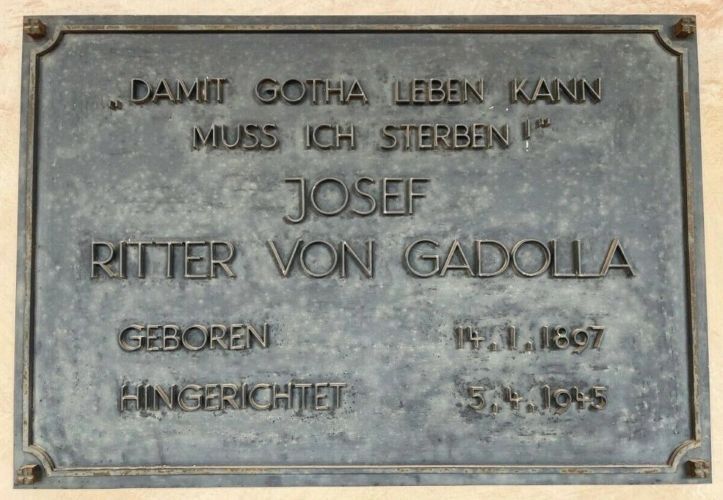 „DAMIT GOTHA LEBEN KANN
MUSS ICH STERBEN!“
JOSEF
RITTER VON GADOLLA
GEBOREN 14.1.1897
HINGERICHTET 5.4.1945